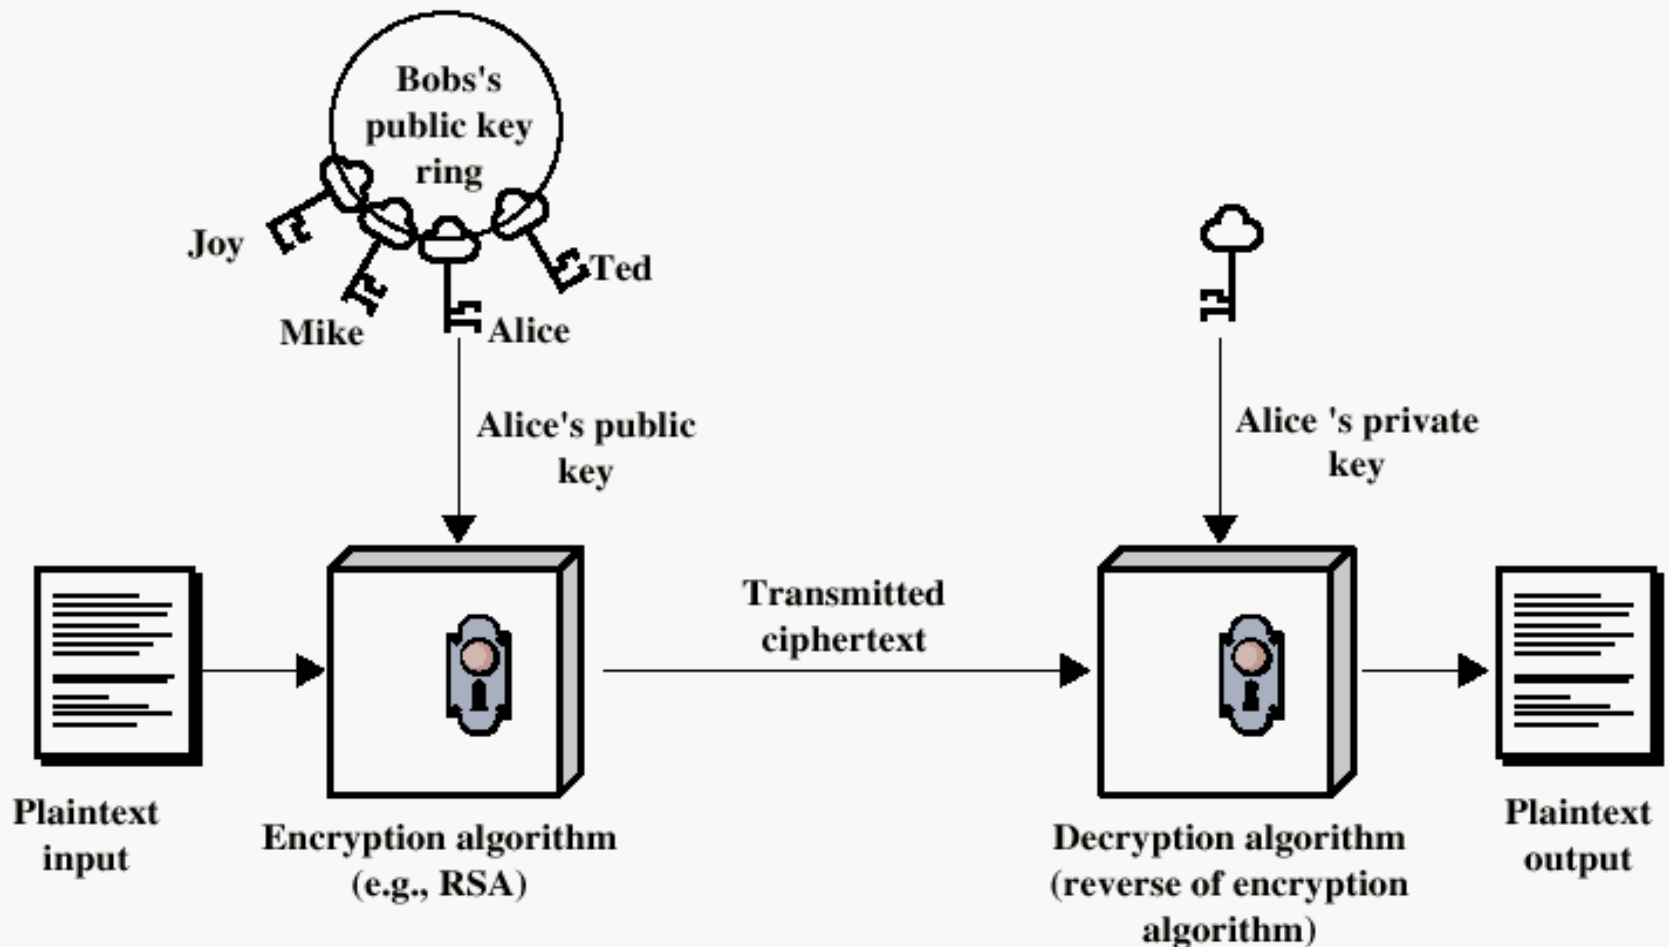 Bobs's
public key
ring
Joy
Ted
Mike
Alice
Alice's public
key
Alice 's private
key
Transmitted
ciphertext
Plaintext
input
Encryption algorithm
(e.g., RSA)
Decryption algorithm
(reverse of encryption
algorithm)
Plaintext
output